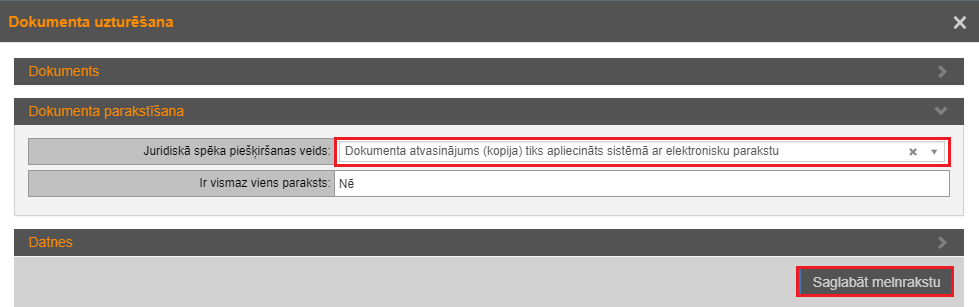 Dokumenta uzturēšana
Dokuments
Dokumenta parakstīšana
Juridiskā spēka piešķiršanas veids: Dokumenta atvasinājums (kopija) tiks apliecināts sistēmā ar elektronisku parakstu
Ir vismaz viens paraksts: Nē
Datnes
Saglabāt melnrakstu